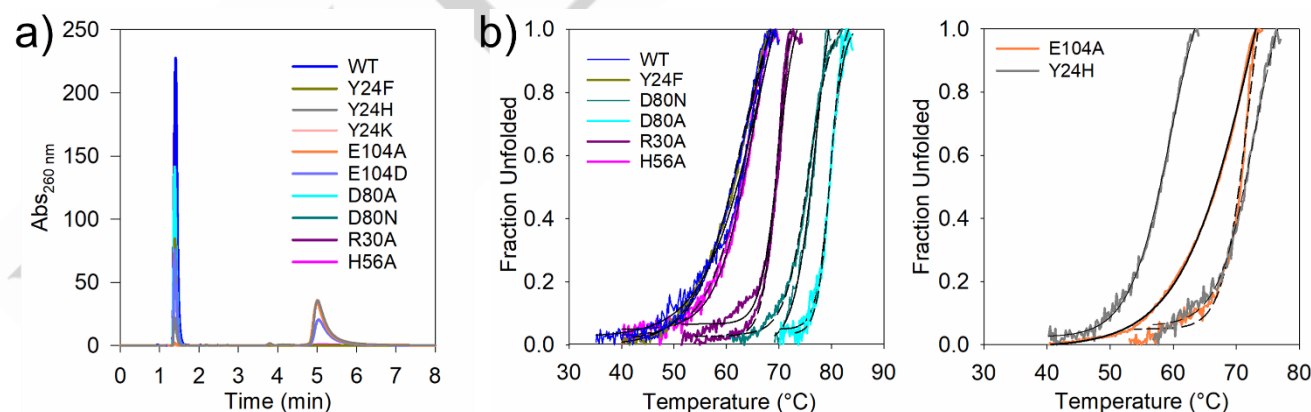 a)
250
200
150
100
50
0
Abs260 nm
0 1 2 3 4 5 6 7 8
Time (min)
WT
Y24F
Y24H
Y24K
E104A
E104D
D80A
D80N
R30A
H56A
b)
1.0
0.8
0.6
0.4
0.2
0.0
Fraction Unfolded
30 40 50 60 70 80 90
Temperature (°C)
WT
Y24F
D80N
D80A
R30A
H56A
1.0
0.8
0.6
0.4
0.2
0.0
Fraction Unfolded
40 50 60 70 80
Temperature (°C)
E104A
Y24H